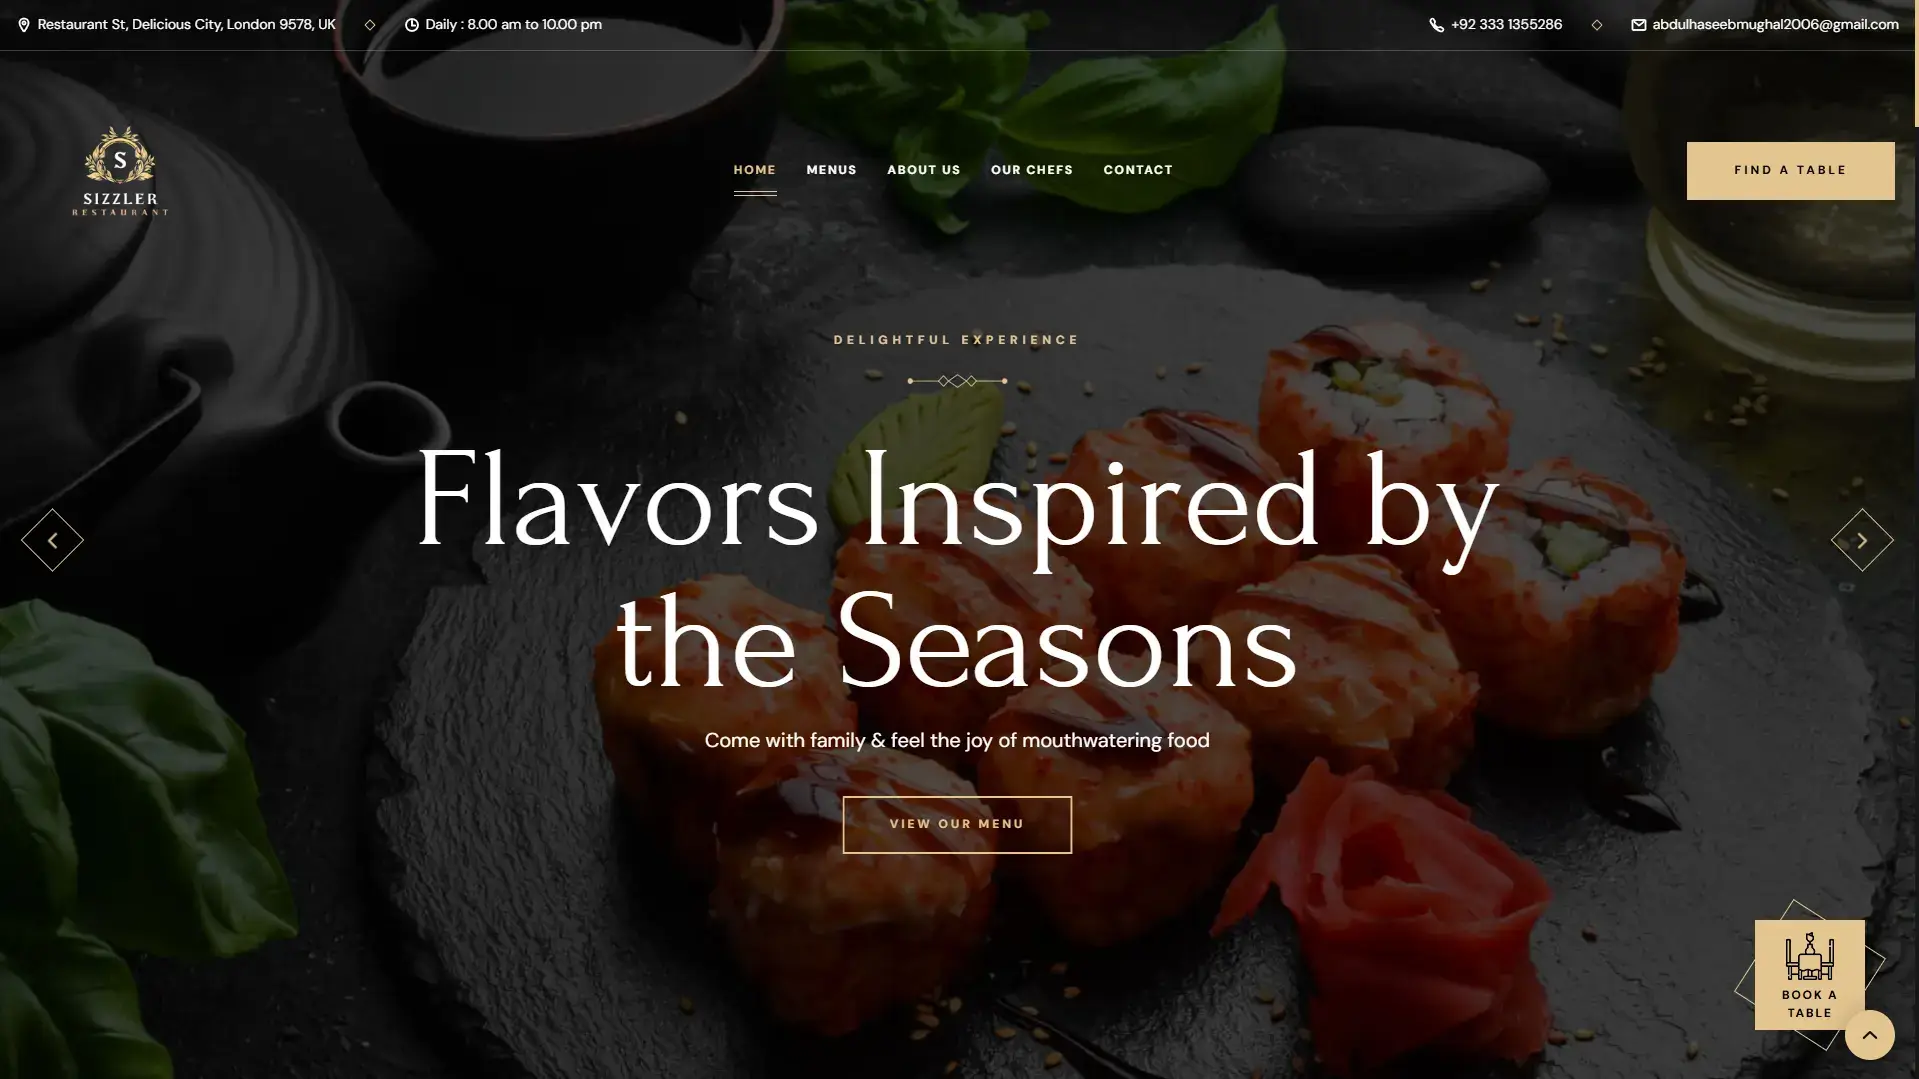 Restaurant St, Delicious City, London 9578, UK
Daily : 8.00 am to 10.00 pm
+92 333 1355286
abdulhaseebmughal2006@gmail.com
S
SIZZLER
RESTAURANT
HOME
MENUS
ABOUT US
OUR CHEFS
CONTACT
FIND A TABLE
DELIGHTFUL EXPERIENCE
Flavors Inspired by
the Seasons
Come with family & feel the joy of mouthwatering food
VIEW OUR MENU
BOOK A
TABLE